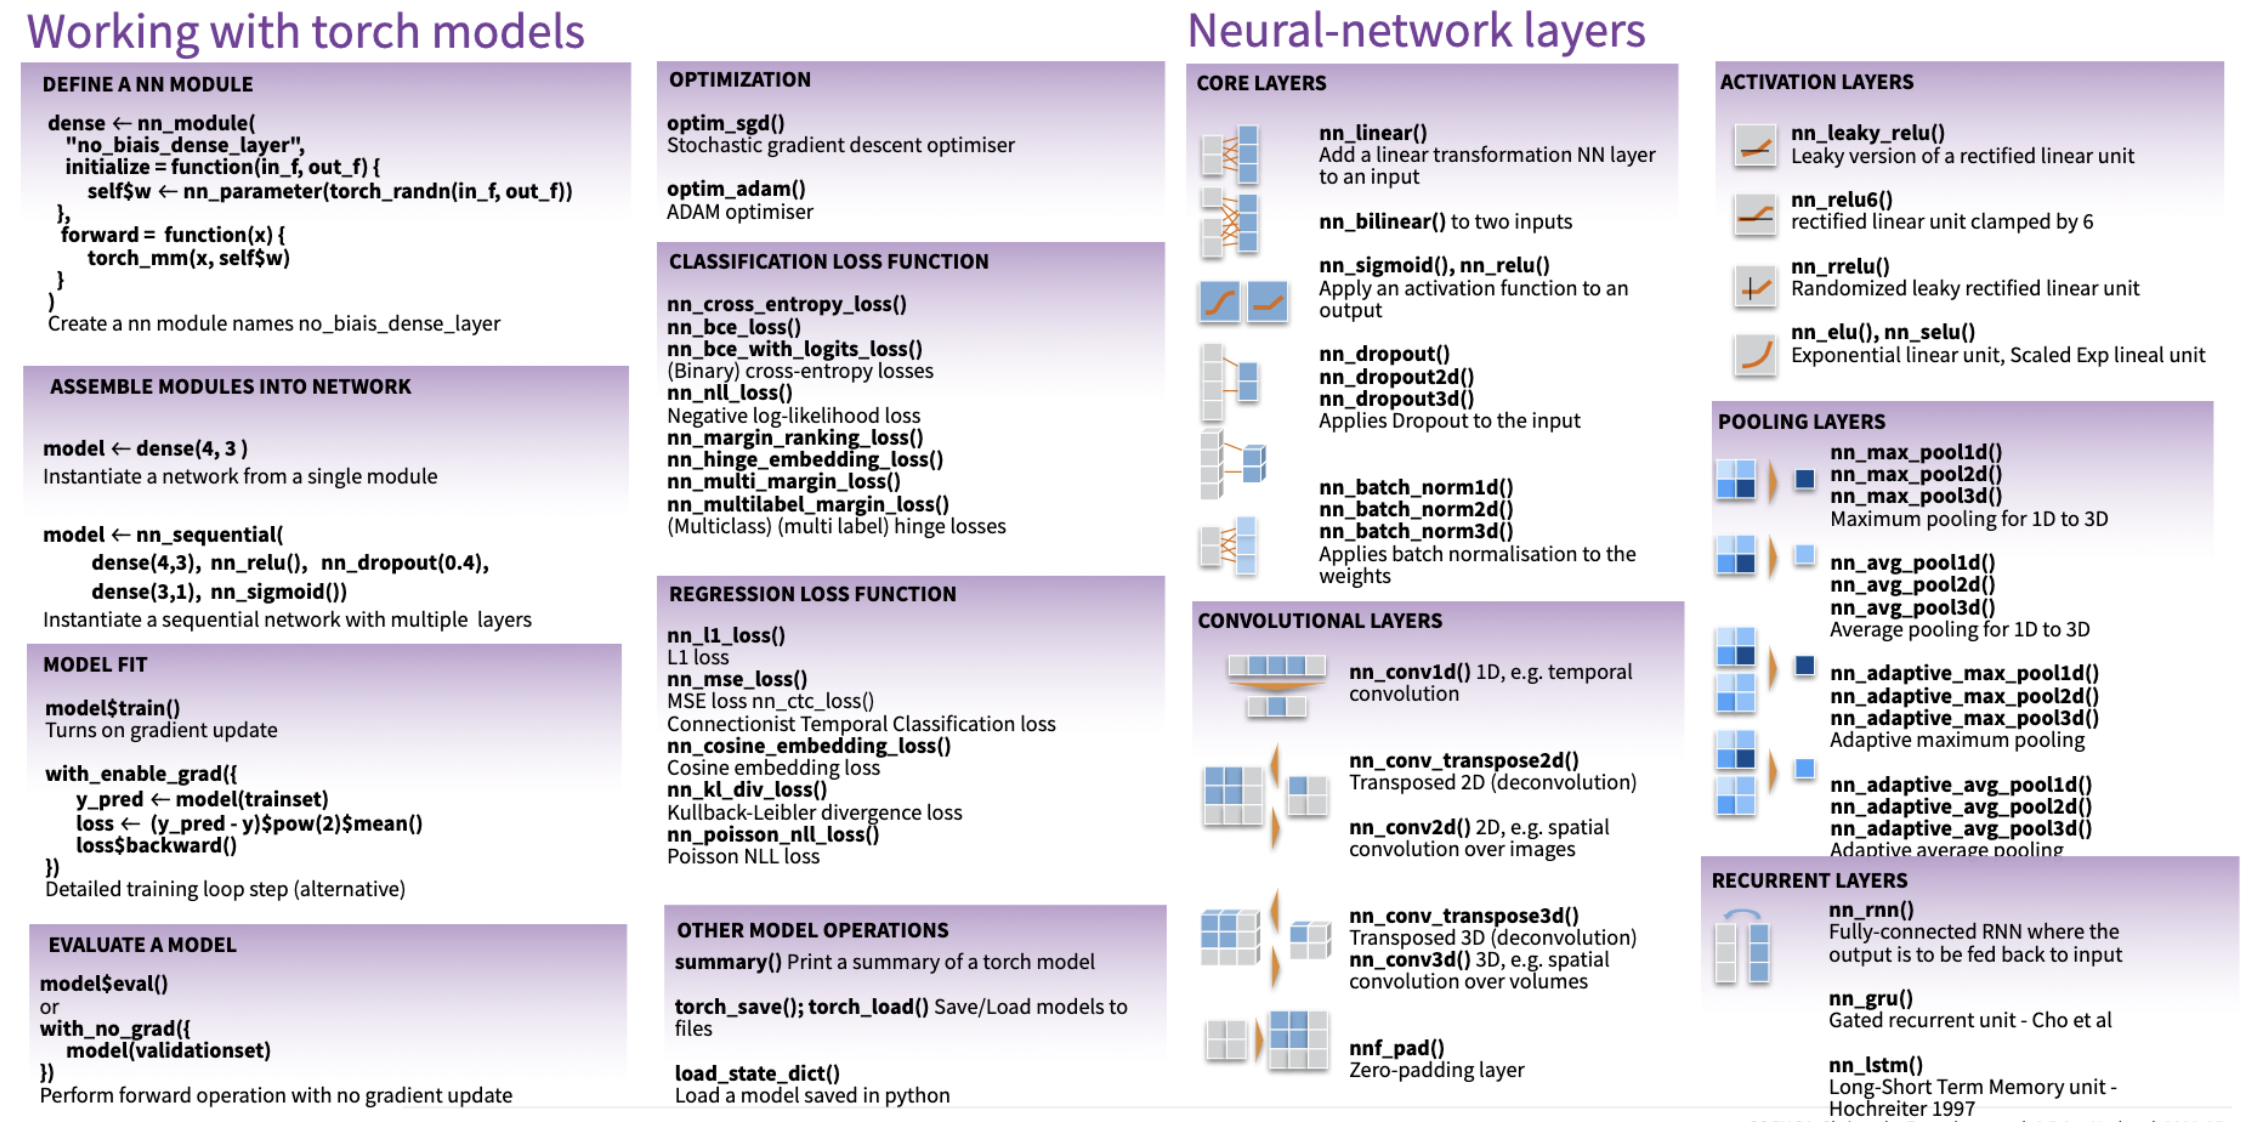 Working with torch models
DEFINE A NN MODULE
dense ← nn_module(
"no_biais_dense_layer",
initialize = function(in_f, out_f) {
self$w ← nn_parameter(torch_randn(in_f, out_f))
},
forward = function(x) {
torch_mm(x, self$w)
}
)
Create a nn module names no_biais_dense_layer
ASSEMBLE MODULES INTO NETWORK
model ← dense(4, 3 )
Instantiate a network from a single module
model ← nn_sequential(
dense(4,3), nn_relu(), nn_dropout(0.4),
dense(3,1), nn_sigmoid())
Instantiate a sequential network with multiple layers
MODEL FIT
model$train()
Turns on gradient update
with_enable_grad({
y_pred ← model(trainset)
loss ← (y_pred - y)$pow(2)$mean()
loss$backward()
})
Detailed training loop step (alternative)
EVALUATE A MODEL
model$eval()
or
with_no_grad({
model(validationset)
})
Perform forward operation with no gradient update
OPTIMIZATION
optim_sgd()
Stochastic gradient descent optimiser
optim_adam()
ADAM optimiser
CLASSIFICATION LOSS FUNCTION
nn_cross_entropy_loss()
nn_bce_loss()
nn_bce_with_logits_loss()
(Binary) cross-entropy losses
nn_nll_loss()
Negative log-likelihood loss
nn_margin_ranking_loss()
nn_hinge_embedding_loss()
nn_multi_margin_loss()
nn_multilabel_margin_loss()
(Multiclass) (multi label) hinge losses
REGRESSION LOSS FUNCTION
nn_l1_loss()
L1 loss
nn_mse_loss()
MSE loss nn_ctc_loss()
Connectionist Temporal Classification loss
nn_cosine_embedding_loss()
Cosine embedding loss
nn_kl_div_loss()
Kullback-Leibler divergence loss
nn_poisson_nll_loss()
Poisson NLL loss
OTHER MODEL OPERATIONS
summary() Print a summary of a torch model
torch_save(); torch_load() Save/Load models to
files
load_state_dict()
Load a model saved in python
Neural-network layers
CORE LAYERS
nn_linear()
Add a linear transformation NN layer
to an input
nn_bilinear() to two inputs
nn_sigmoid(), nn_relu()
Apply an activation function to an
output
nn_dropout()
nn_dropout2d()
nn_dropout3d()
Applies Dropout to the input
nn_batch_norm1d()
nn_batch_norm2d()
nn_batch_norm3d()
Applies batch normalisation to the
weights
CONVOLUTIONAL LAYERS
nn_conv1d() 1D, e.g. temporal
convolution
nn_conv_transpose2d()
Transposed 2D (deconvolution)
nn_conv2d() 2D, e.g. spatial
convolution over images
nn_conv_transpose3d()
Transposed 3D (deconvolution)
nn_conv3d() 3D, e.g. spatial
convolution over volumes
nnf_pad()
Zero-padding layer
ACTIVATION LAYERS
nn_leaky_relu()
Leaky version of a rectified linear unit
nn_relu6()
rectified linear unit clamped by 6
nn_rrelu()
Randomized leaky rectified linear unit
nn_elu(), nn_selu()
Exponential linear unit, Scaled Exp lineal unit
POOLING LAYERS
nn_max_pool1d()
nn_max_pool2d()
nn_max_pool3d()
Maximum pooling for 1D to 3D
nn_avg_pool1d()
nn_avg_pool2d()
nn_avg_pool3d()
Average pooling for 1D to 3D
nn_adaptive_max_pool1d()
nn_adaptive_max_pool2d()
nn_adaptive_max_pool3d()
Adaptive maximum pooling
nn_adaptive_avg_pool1d()
nn_adaptive_avg_pool2d()
nn_adaptive_avg_pool3d()
Adaptive average pooling
RECURRENT LAYERS
nn_rnn()
Fully-connected RNN where the
output is to be fed back to input
nn_gru()
Gated recurrent unit - Cho et al
nn_lstm()
Long-Short Term Memory unit -
Hochreiter 1997